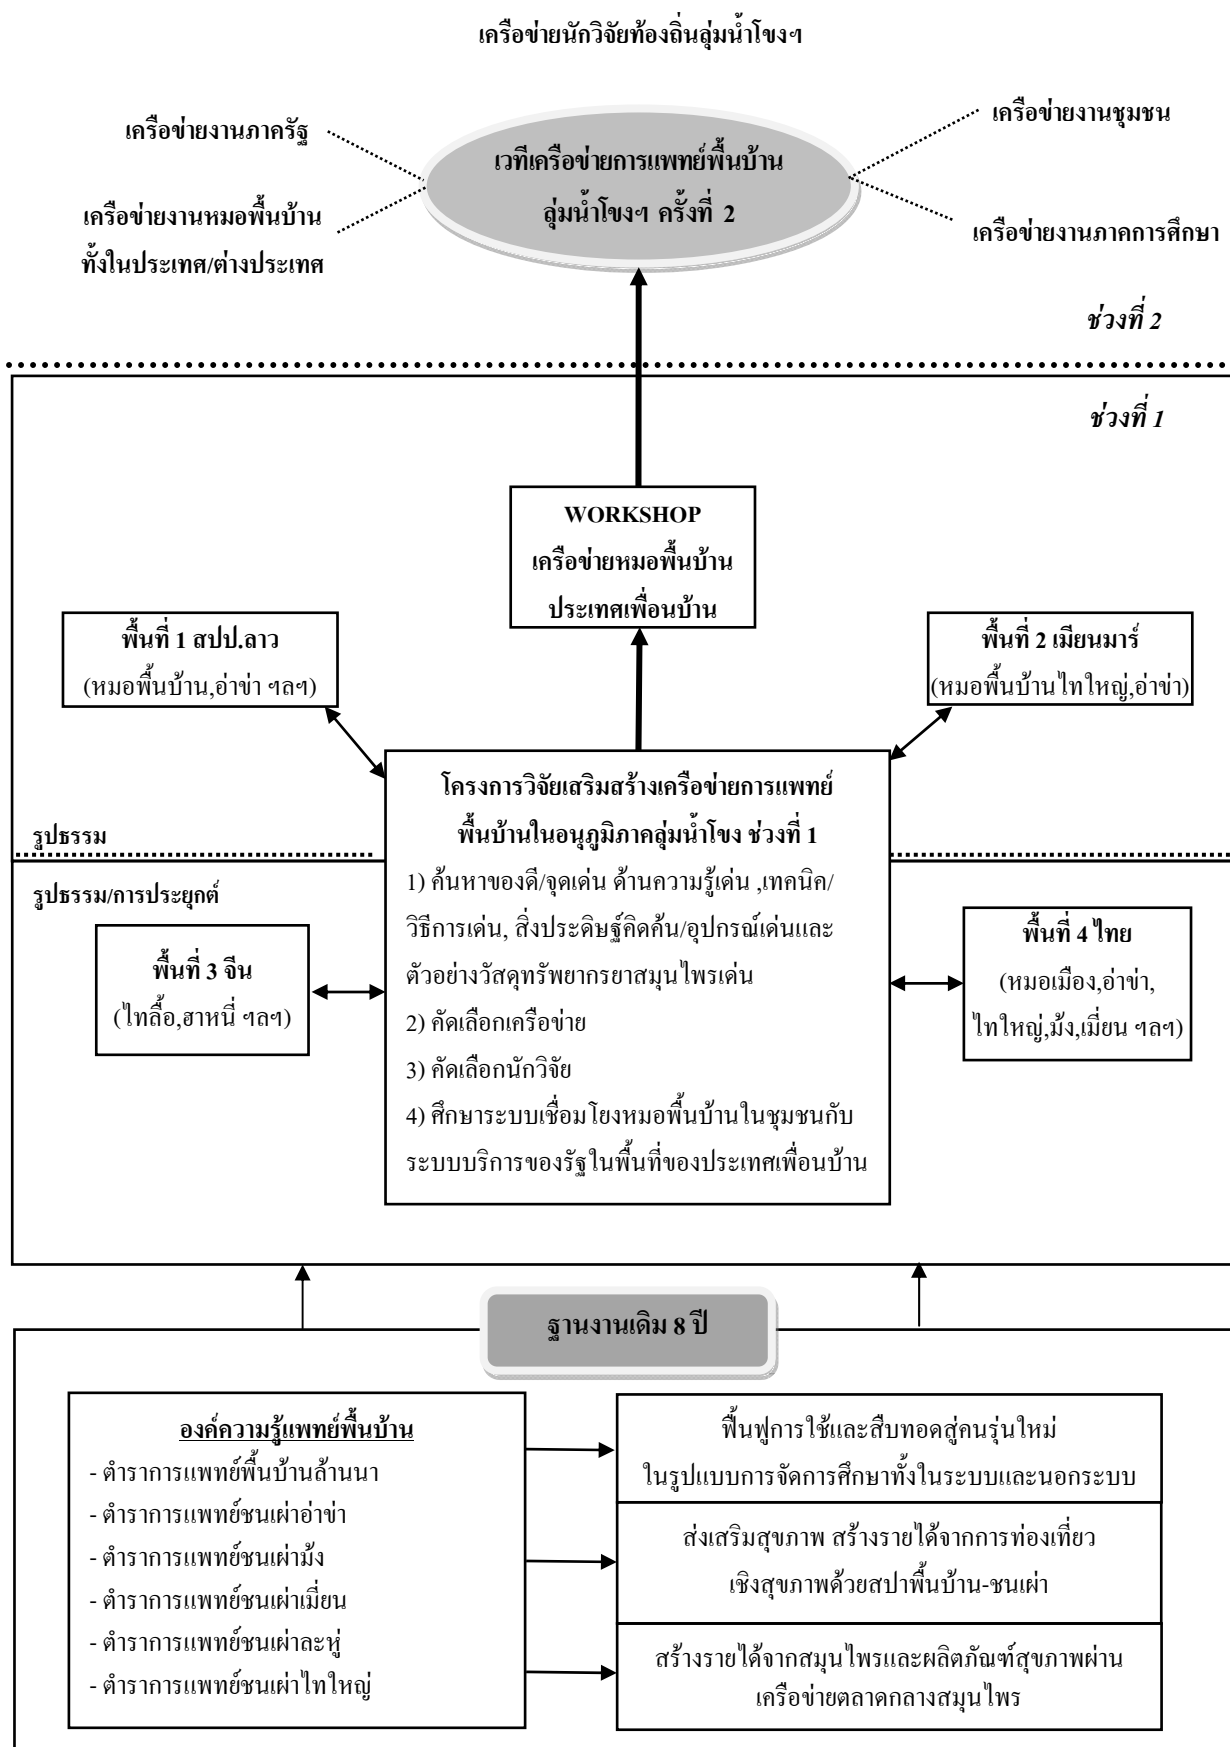 เครือข่ายนักวิจัยท้องถิ่นลุ่มน้ำโขงฯ
เครือข่ายงานภาครัฐ
เครือข่ายงานชุมชน
เวทีเครือข่ายการแพทย์พื้นบ้าน
ลุ่มน้ำโขงฯ ครั้งที่ 2
เครือข่ายงานหมอพื้นบ้าน
ทั้งในประเทศ/ต่างประเทศ
เครือข่ายงานภาคการศึกษา
ช่วงที่ 2
ช่วงที่ 1
WORKSHOP
เครือข่ายหมอพื้นบ้าน
ประเทศเพื่อนบ้าน
พื้นที่ 1 สปป.ลาว
(หมอพื้นบ้าน,อ่าข่า ฯลฯ)
พื้นที่ 2 เมียนมาร์
(หมอพื้นบ้านไทใหญ่,อ่าข่า)
โครงการวิจัยเสริมสร้างเครือข่ายการแพทย์
พื้นบ้านในอนุภูมิภาคลุ่มน้ำโขง ช่วงที่ 1
1) ค้นหาของดี/จุดเด่น ด้านความรู้เด่น ,เทคนิค/
วิธีการเด่น, สิ่งประดิษฐ์คิดค้น/อุปกรณ์เด่นและ
ตัวอย่างวัสดุทรัพยากรยาสมุนไพรเด่น
2) คัดเลือกเครือข่าย
3) คัดเลือกนักวิจัย
4) ศึกษาระบบเชื่อมโยงหมอพื้นบ้านในชุมชนกับ
ระบบบริการของรัฐในพื้นที่ของประเทศเพื่อนบ้าน
รูปธรรม
รูปธรรม/การประยุกต์
พื้นที่ 3 จีน
(ไทลื้อ,ฮาหนี่ ฯลฯ)
พื้นที่ 4 ไทย
(หมอเมือง,อ่าข่า,
ไทใหญ่,ม้ง,เมี่ยน ฯลฯ)
ฐานงานเดิม 8 ปี
องค์ความรู้แพทย์พื้นบ้าน
- ตำราการแพทย์พื้นบ้านล้านนา
- ตำราการแพทย์ชนเผ่าอ่าข่า
- ตำราการแพทย์ชนเผ่าม้ง
- ตำราการแพทย์ชนเผ่าเมี่ยน
- ตำราการแพทย์ชนเผ่าละหู่
- ตำราการแพทย์ชนเผ่าไทใหญ่
ฟื้นฟูการใช้และสืบทอดสู่คนรุ่นใหม่
ในรูปแบบการจัดการศึกษาทั้งในระบบและนอกระบบ
ส่งเสริมสุขภาพ สร้างรายได้จากการท่องเที่ยว
เชิงสุขภาพด้วยสปาพื้นบ้าน-ชนเผ่า
สร้างรายได้จากสมุนไพรและผลิตภัณฑ์สุขภาพผ่าน
เครือข่ายตลาดกลางสมุนไพร